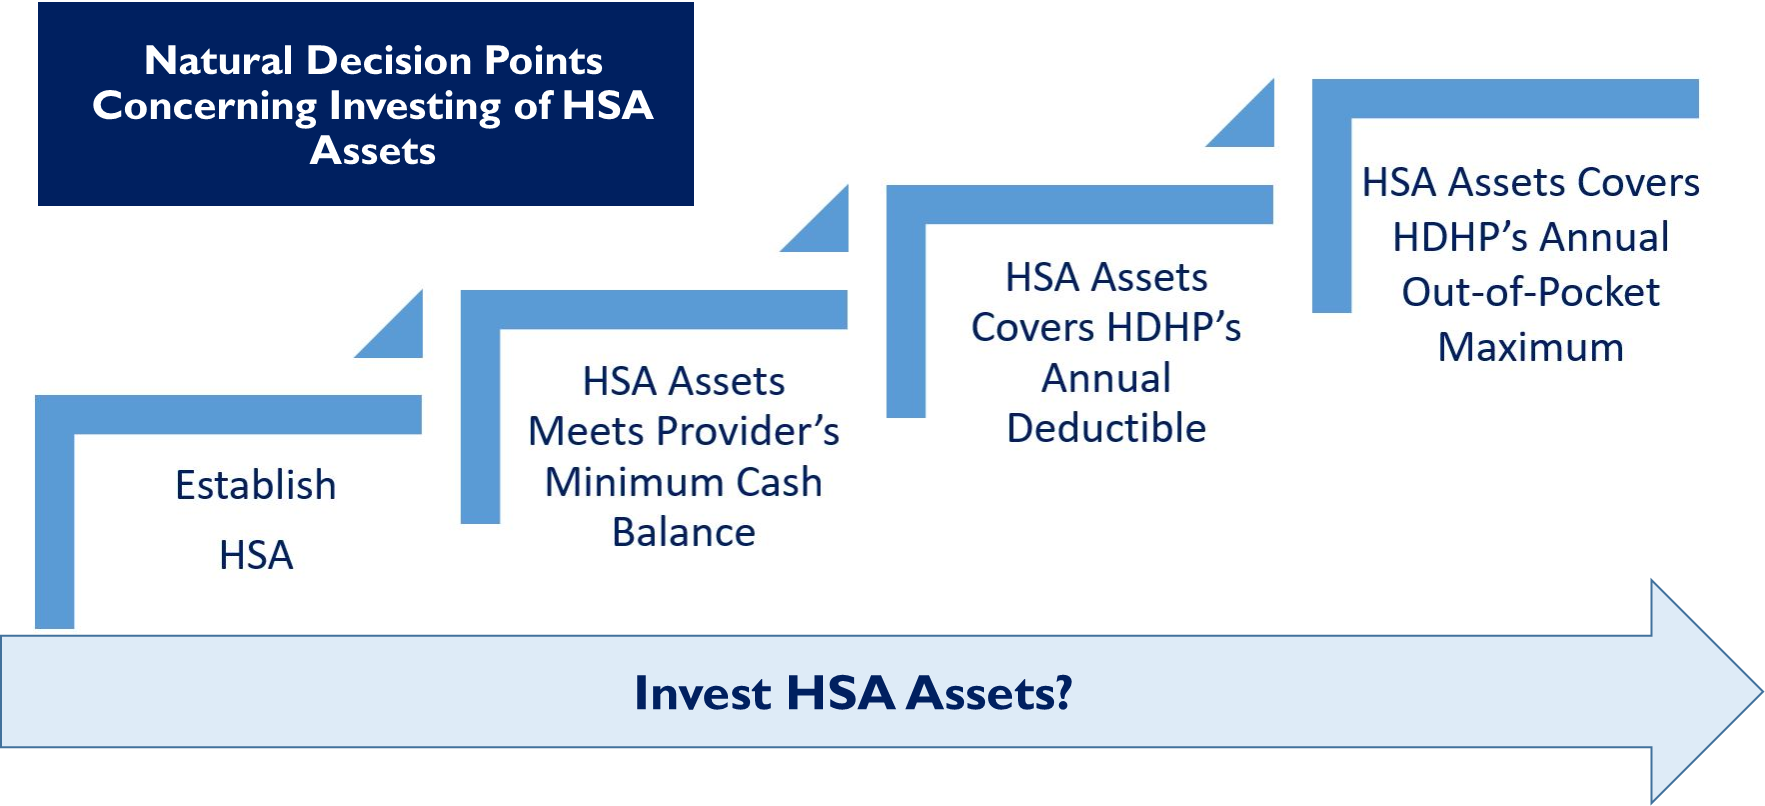 Natural Decision Points
Concerning Investing of HSA
Assets
Establish
HSA
HSA Assets
Meets Provider’s
Minimum Cash
Balance
HSA Assets
Covers HDHP’s
Annual
Deductible
HSA Assets Covers
HDHP’s Annual
Out-of-Pocket
Maximum
Invest HSA Assets?